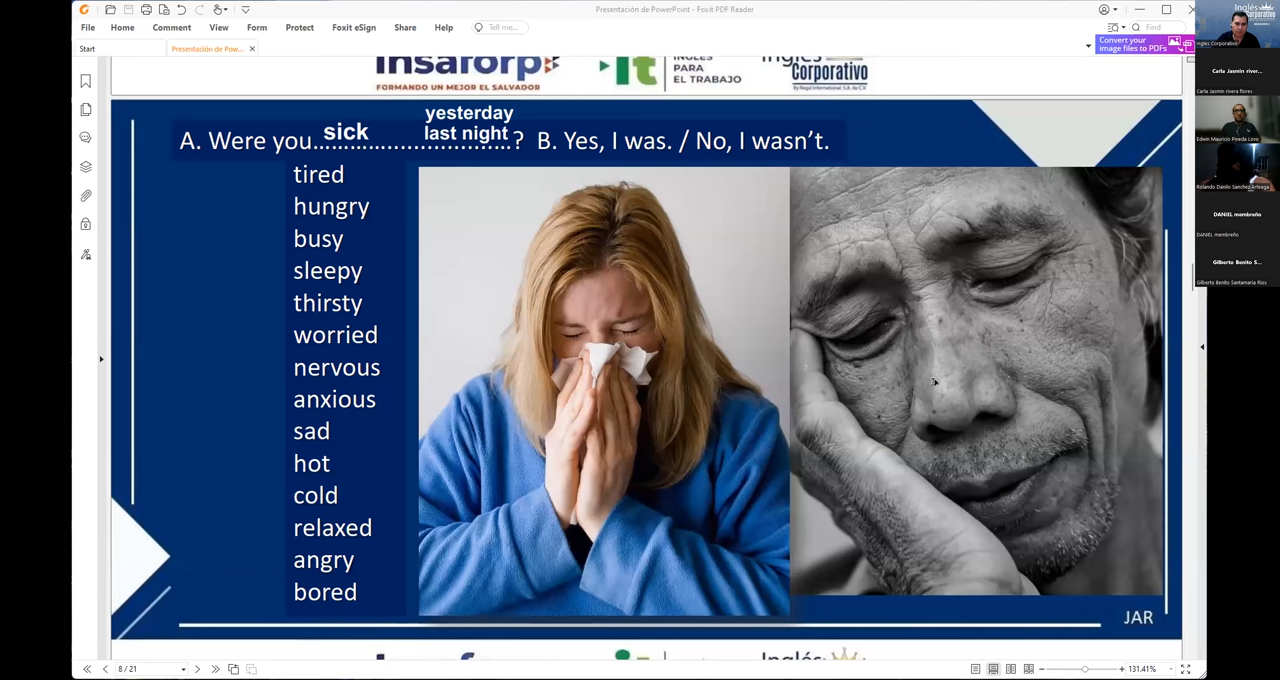 Presentación de PowerPoint - Foxit PDF Reader
File Home Comment View Form Protect Foxit eSign Share Help Tell me... Find
Start Presentación de Pow...
Convert your
image files to PDFs
insaforp
FORMANDO UN MEJOR EL SALVADOR
it
INGLÉS
PARA
EL TRABAJO
Inglés
Corporativo
By Regal International, S.A. de C.V.
yesterday
sick last night
A. Were you......................................? B. Yes, I was. / No, I wasn't.
tired
hungry
busy
sleepy
thirsty
worried
nervous
anxious
sad
hot
cold
relaxed
angry
bored
JAR
8 / 21
131.41%
Inglés
Corporativo
Ingles Corporativo
Carla Jasmin river...
Carla Jasmin rivera flores
Edwin Mauricio Pineda Lovo
Rolando Danilo Sanchez Arteaga
DANIEL membreño
DANIEL membreño
Gilberto Benito S...
Gilberto Benito Santamaria Rios